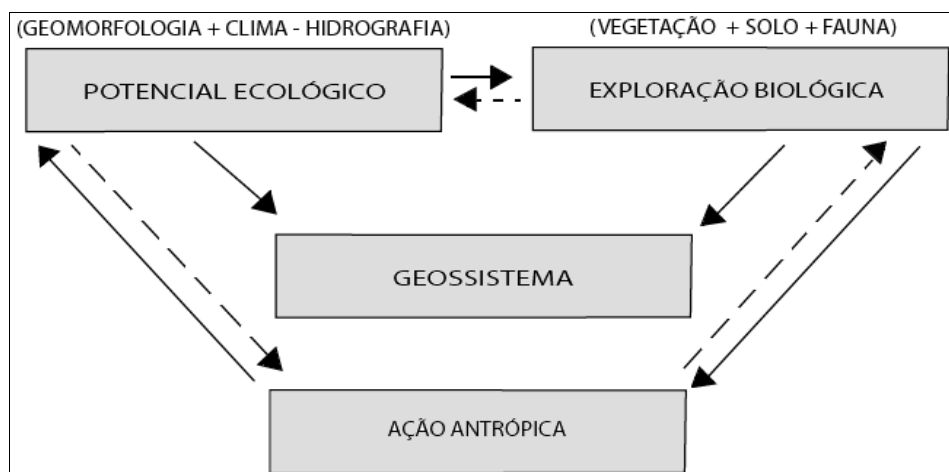 (GEOMORFOLOGIA + CLIMA - HIDROGRAFIA)
(VEGETAÇÃO + SOLO + FAUNA)
POTENCIAL ECOLÓGICO
EXPLORAÇÃO BIOLÓGICA
GEOSSISTEMA
AÇÃO ANTRÓPICA